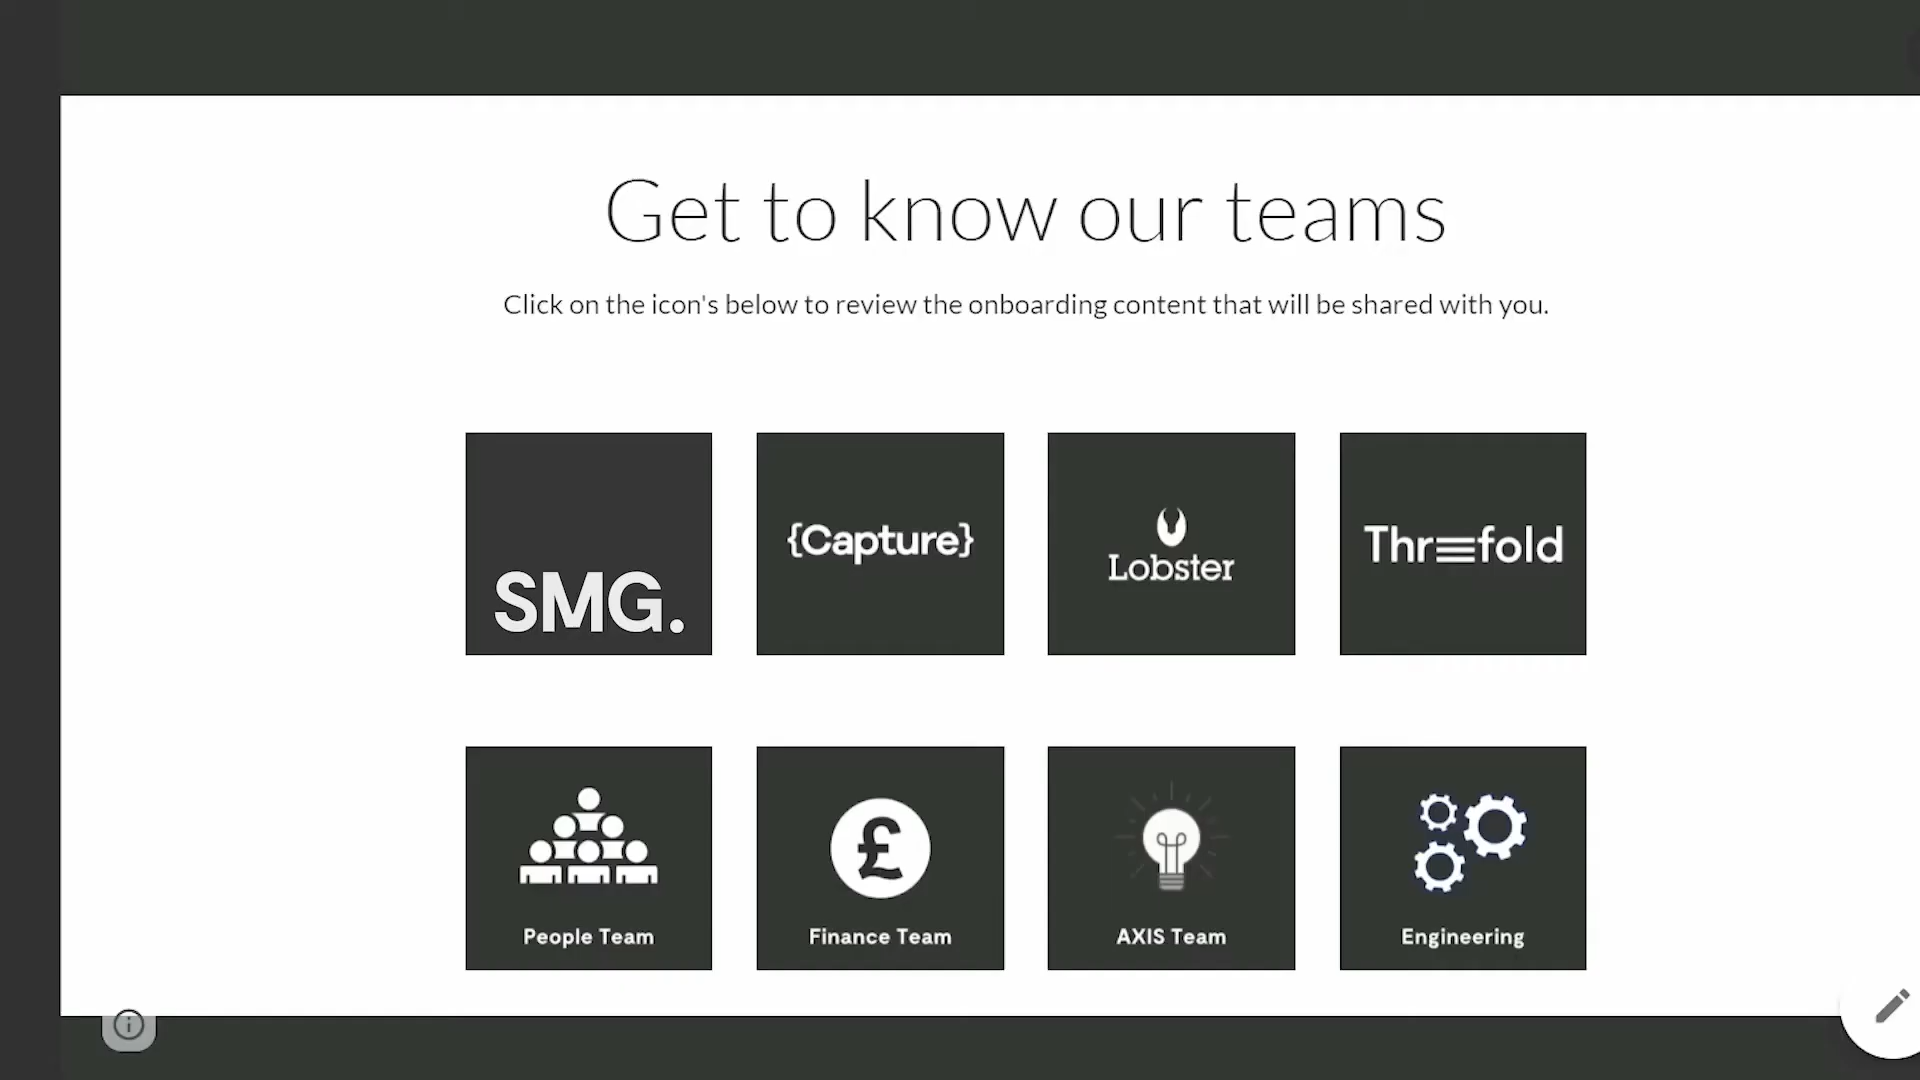 Get to know our teams
Click on the icon's below to review the onboarding content that will be shared with you.
SMG.
{Capture}
Lobster
Thr≡fold
£
People Team
Finance Team
AXIS Team
Engineering